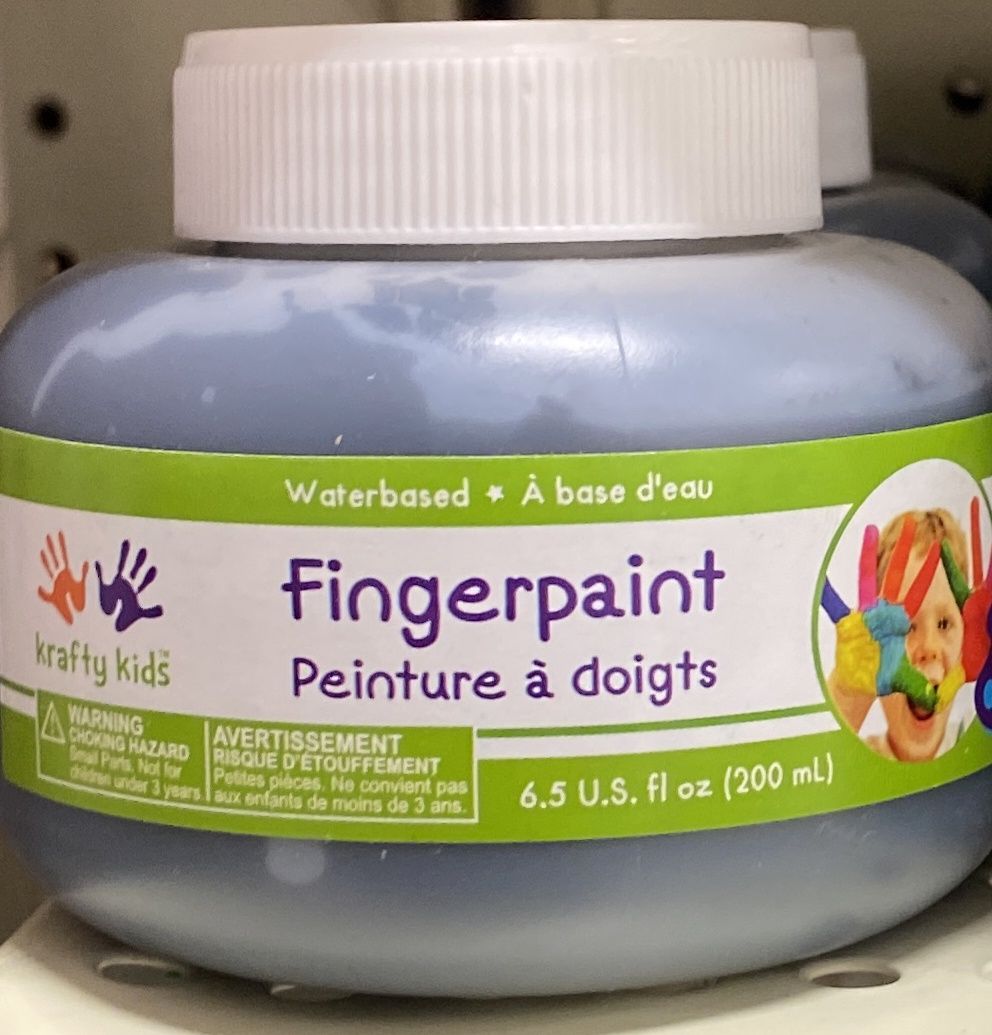 Waterbased ★ À base d'eau
krafty kids™
Fingerpaint
Peinture à doigts
WARNING
CHOKING HAZARD
Small Parts. Not for
children under 3 years.
AVERTISSEMENT
RISQUE D'ÉTOUFFEMENT
Petites pièces. Ne convient pas
aux enfants de moins de 3 ans.
6.5 U.S. fl oz (200 mL)